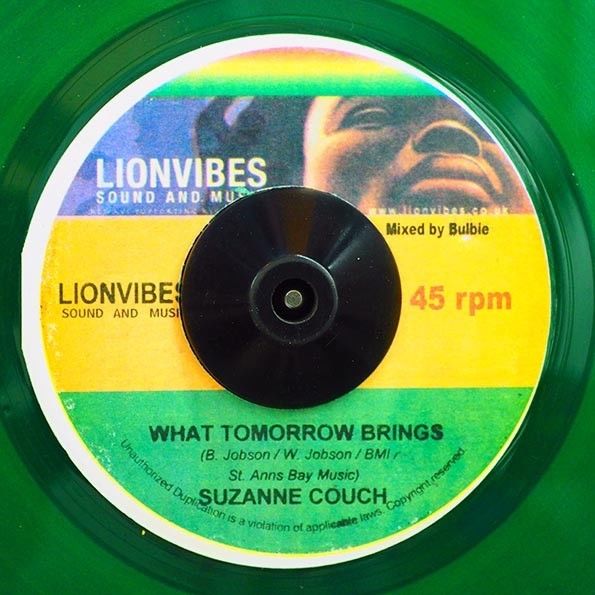 LIONVIBES
SOUND AND
www.lionvibes.co.uk
Mixed by Bulbie
LIONVIBES
SOUND AND MUSI
45 rpm
WHAT TOMORROW BRINGS
(B. Jobson / W. Jobson / BMI /
St. Anns Bay Music)
SUZANNE COUCH
Unauthorized Duplication is a violation of applicable laws. Copyright reserved.